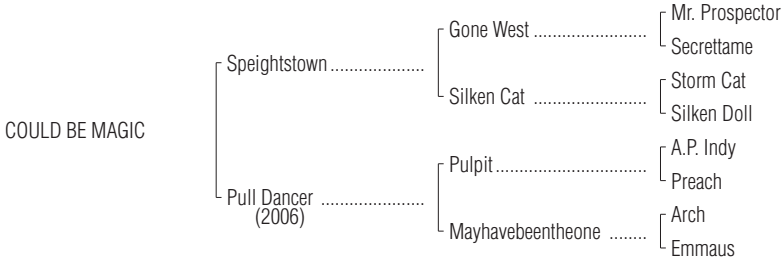 COULD BE MAGIC
Speightstown ....................
Gone West ........................
Mr. Prospector
Secrettame
Silken Cat ........................
Storm Cat
Silken Doll
Pull Dancer ......................
(2006)
Pulpit................................
A.P. Indy
Preach
Mayhavebeentheone ........
Arch
Emmaus